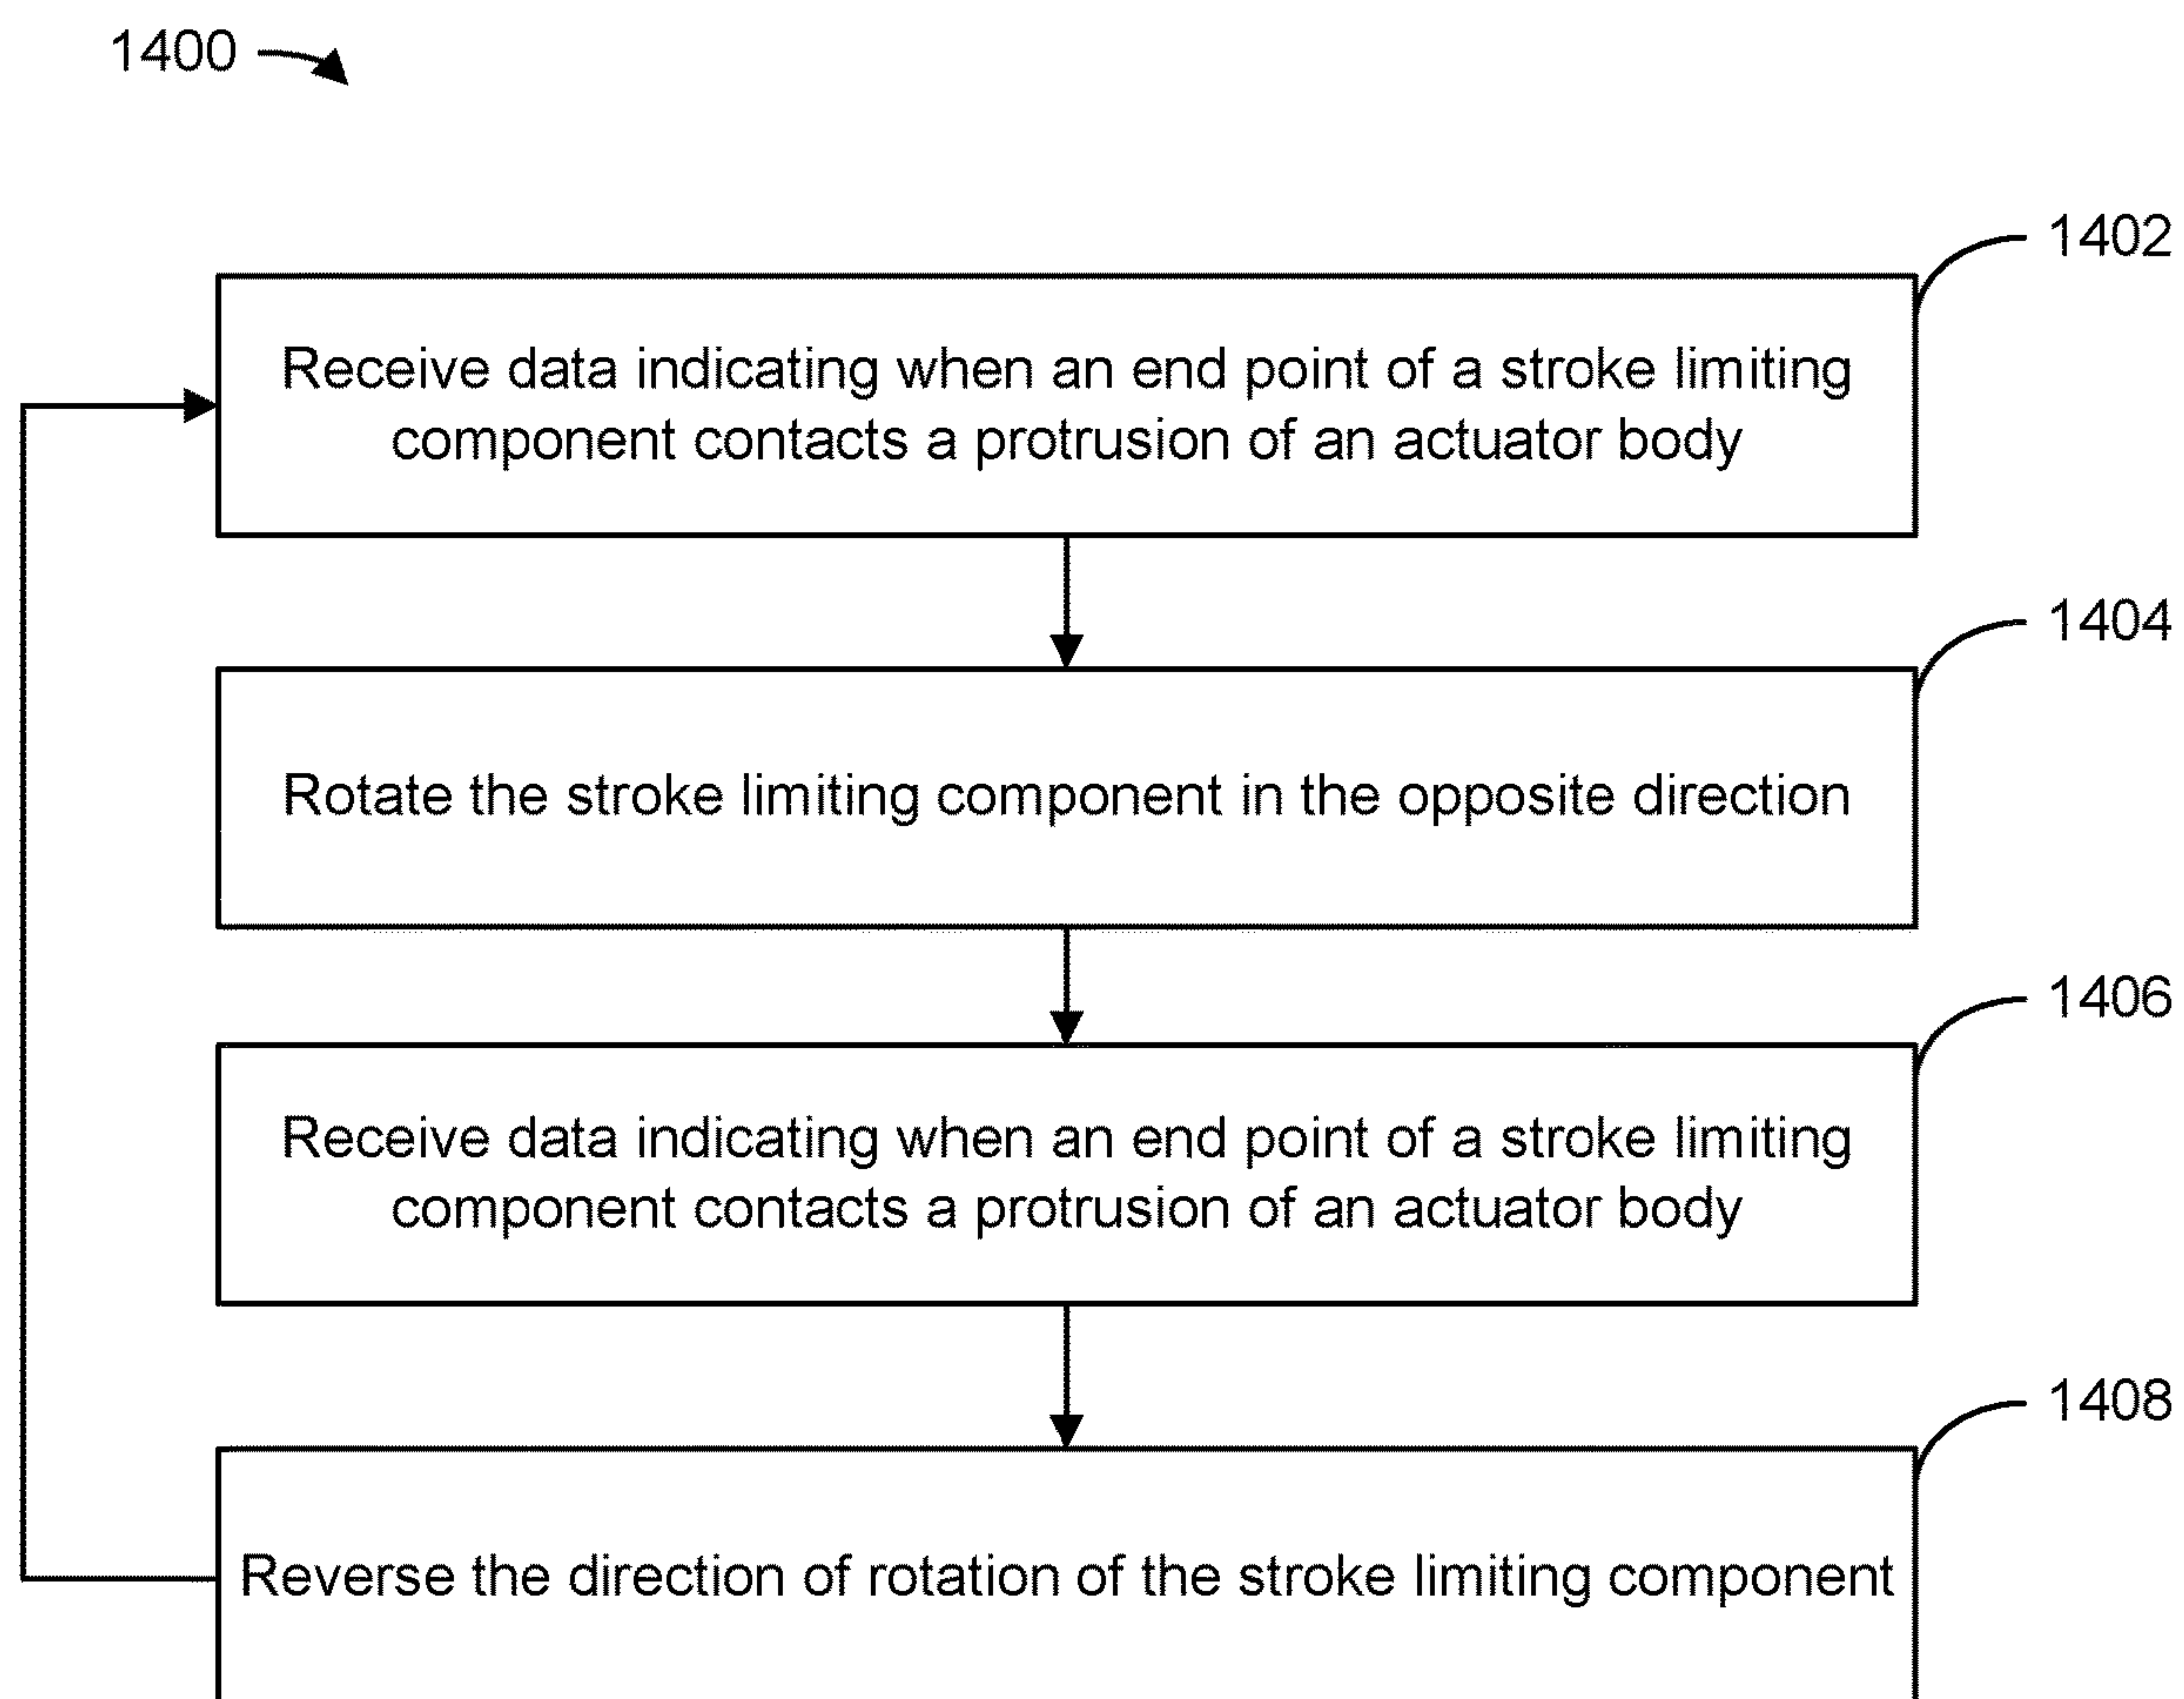 1400
1402
Receive data indicating when an end point of a stroke limiting
component contacts a protrusion of an actuator body
1404
Rotate the stroke limiting component in the opposite direction
1406
Receive data indicating when an end point of a stroke limiting
component contacts a protrusion of an actuator body
1408
Reverse the direction of rotation of the stroke limiting component